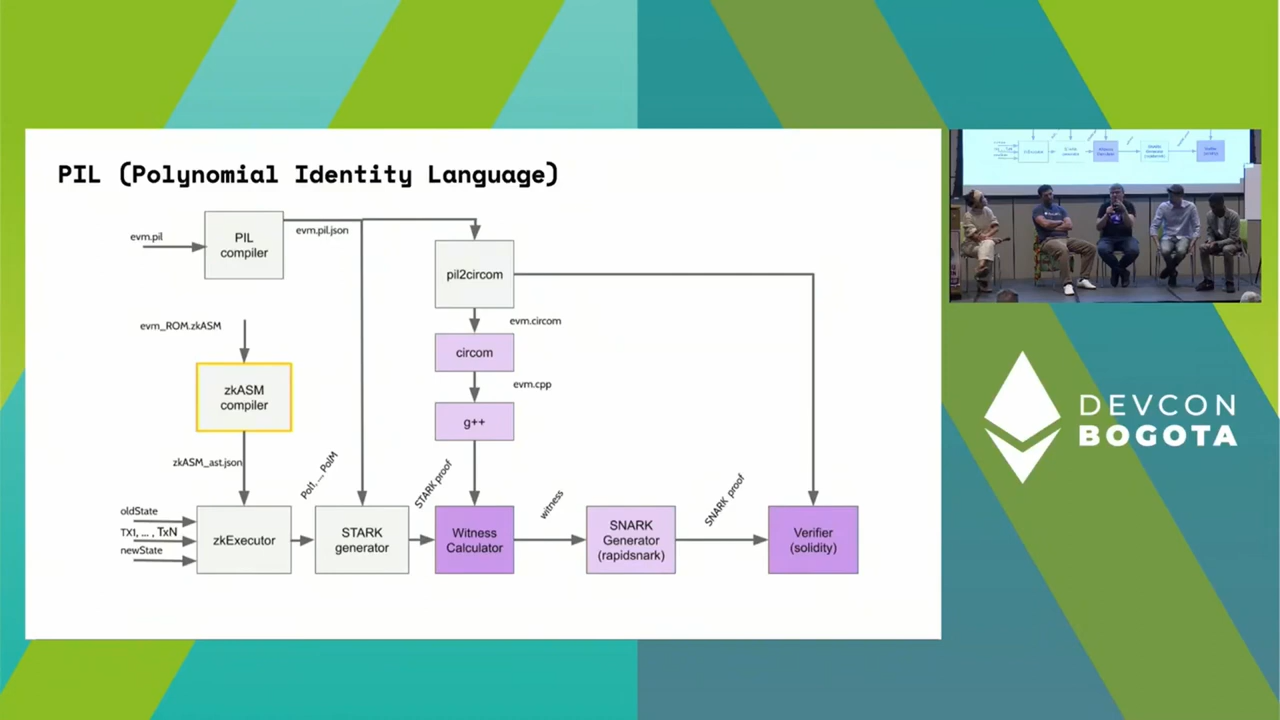 PIL (Polynomial Identity Language)
evm.pil
PIL
compiler
evm.pil.json
pil2circom
evm.circom
evm_ROM.zkASM
circom
zkASM
compiler
evm.cpp
g++
zkASM_ast.json
Pol1, ..., PolM
STARK proof
witness
SNARK proof
oldState
TX1, ... , TxN
newState
zkExecutor
STARK
generator
Witness
Calculator
SNARK
Generator
(rapidsnark)
Verifier
(solidity)
DEVCON
BOGOTA